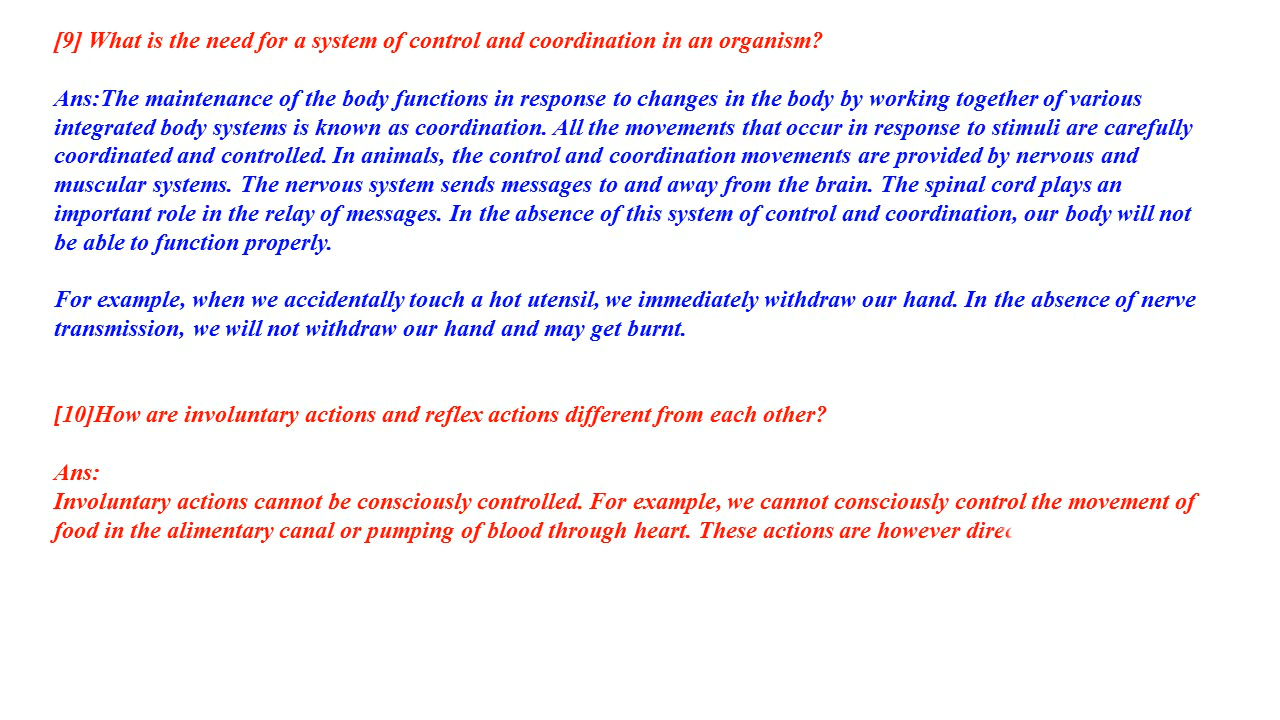 [9] What is the need for a system of control and coordination in an organism?
Ans:The maintenance of the body functions in response to changes in the body by working together of various
integrated body systems is known as coordination. All the movements that occur in response to stimuli are carefully
coordinated and controlled. In animals, the control and coordination movements are provided by nervous and
muscular systems. The nervous system sends messages to and away from the brain. The spinal cord plays an
important role in the relay of messages. In the absence of this system of control and coordination, our body will not
be able to function properly.
For example, when we accidentally touch a hot utensil, we immediately withdraw our hand. In the absence of nerve
transmission, we will not withdraw our hand and may get burnt.
[10]How are involuntary actions and reflex actions different from each other?
Ans:
Involuntary actions cannot be consciously controlled. For example, we cannot consciously control the movement of
food in the alimentary canal or pumping of blood through heart. These actions are however